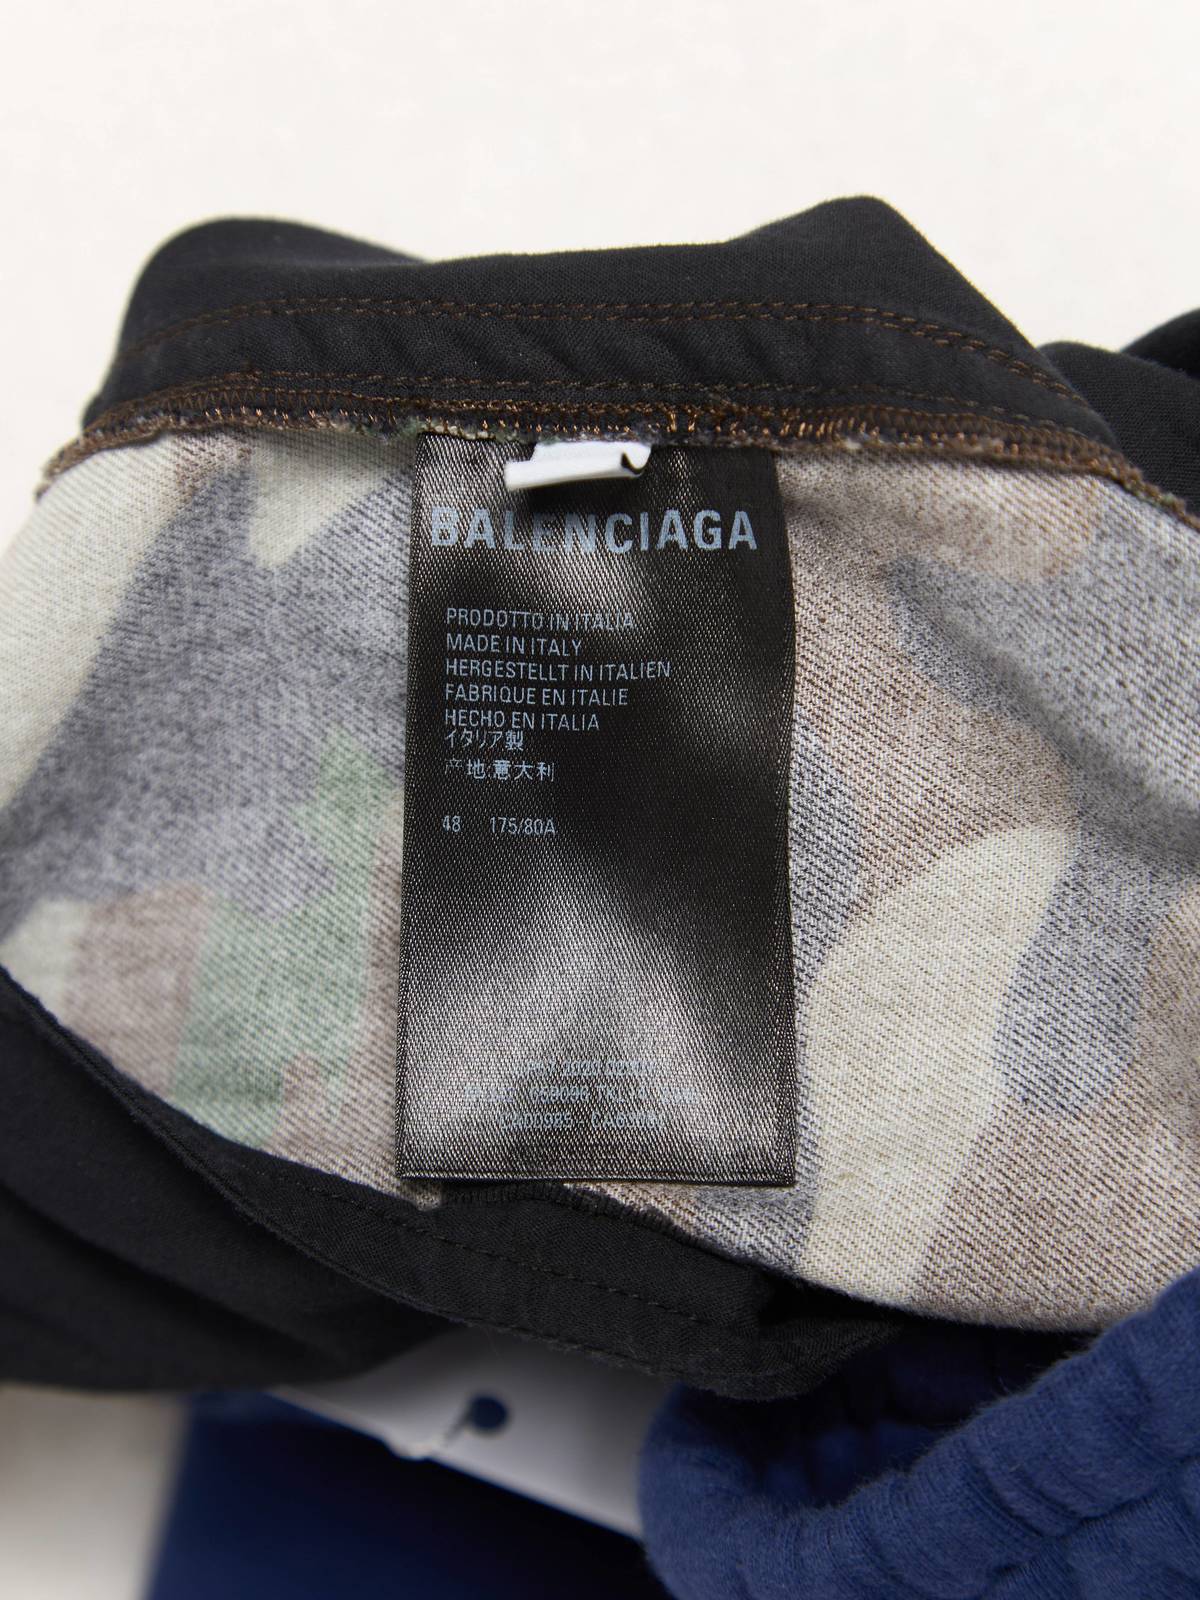 BALENCIAGA
PRODOTTO IN ITALIA
MADE IN ITALY
HERGESTELLT IN ITALIEN
FABRIQUE EN ITALIE
HECHO EN ITALIA
イタリア製
产地:意大利
48 175/80A